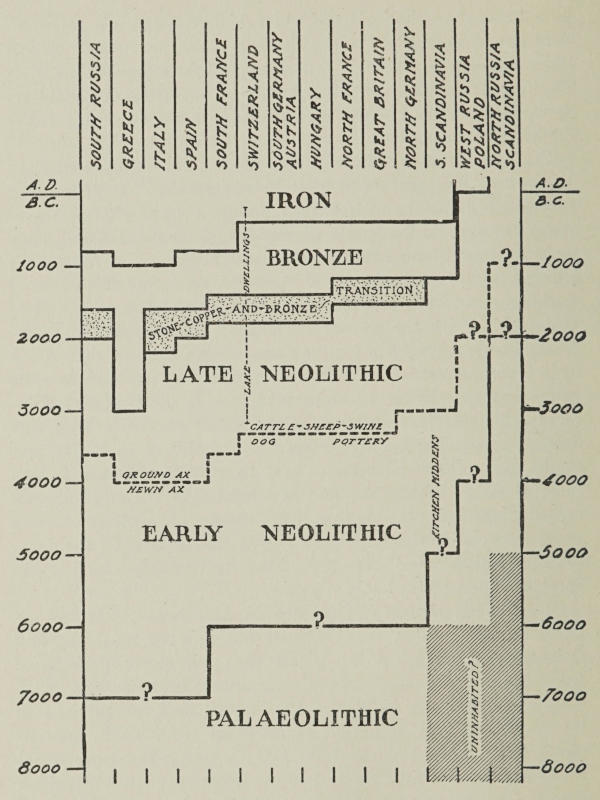 SOUTH RUSSIA
GREECE
ITALY
SPAIN
SOUTH FRANCE
SWITZERLAND
SOUTH GERMANY
AUSTRIA
HUNGARY
NORTH FRANCE
GREAT BRITAIN
NORTH GERMANY
S. SCANDINAVIA
WEST RUSSIA
POLAND
NORTH RUSSIA
SCANDINAVIA
A.D.
B.C.
A.D.
B.C.
IRON
DWELLINGS
BRONZE
1000
?
1000
TRANSITION
STONE-COPPER-AND-BRONZE
2000
?
?
2000
LATE NEOLITHIC
LAKE
3000
3000
CATTLE-SHEEP-SWINE
DOG POTTERY
GROUND AX
HEWN AX
4000
?
4000
KITCHEN MIDDENS
EARLY NEOLITHIC
5000
?
5000
6000
?
6000
UNINHABITED?
7000
?
7000
PALAEOLITHIC
8000
8000